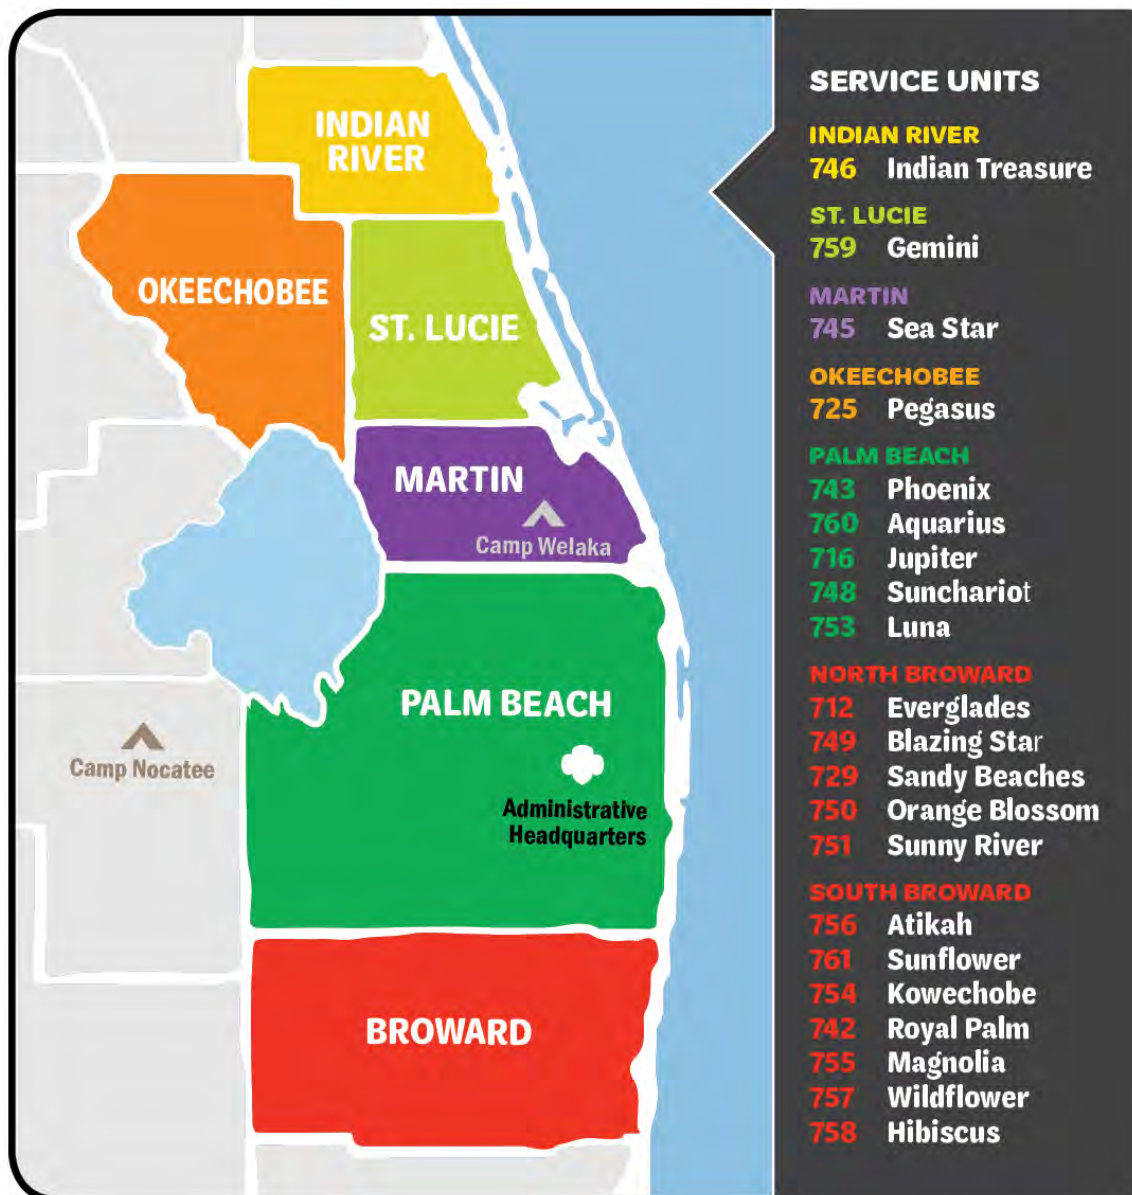 INDIAN
RIVER
OKEECHOBEE
ST. LUCIE
MARTIN
Camp Welaka
PALM BEACH
Camp Nocatee
Administrative
Headquarters
BROWARD
SERVICE UNITS
INDIAN RIVER
746 Indian Treasure
ST. LUCIE
759 Gemini
MARTIN
745 Sea Star
OKEECHOBEE
725 Pegasus
PALM BEACH
743 Phoenix
760 Aquarius
716 Jupiter
748 Sunchariot
753 Luna
NORTH BROWARD
712 Everglades
749 Blazing Star
729 Sandy Beaches
750 Orange Blossom
751 Sunny River
SOUTH BROWARD
756 Atikah
761 Sunflower
754 Kowechobe
742 Royal Palm
755 Magnolia
757 Wildflower
758 Hibiscus